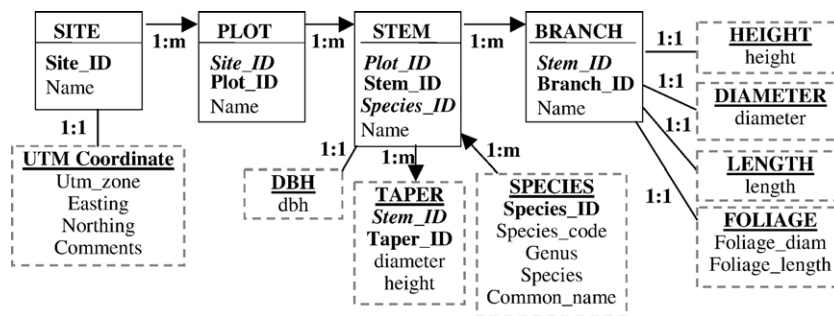 SITE
Site_ID
Name
1:m
PLOT
Site_ID
Plot_ID
Name
1:m
STEM
Plot_ID
Stem_ID
Species_ID
Name
1:m
BRANCH
Stem_ID
Branch_ID
Name
1:1
HEIGHT
height
1:1
DIAMETER
diameter
1:1
LENGTH
length
1:1
FOLIAGE
Foliage_diam
Foliage_length
1:1
UTM Coordinate
Utm_zone
Easting
Northing
Comments
1:1
DBH
dbh
1:m
TAPER
Stem_ID
Taper_ID
diameter
height
1:m
SPECIES
Species_ID
Species_code
Genus
Species
Common_name